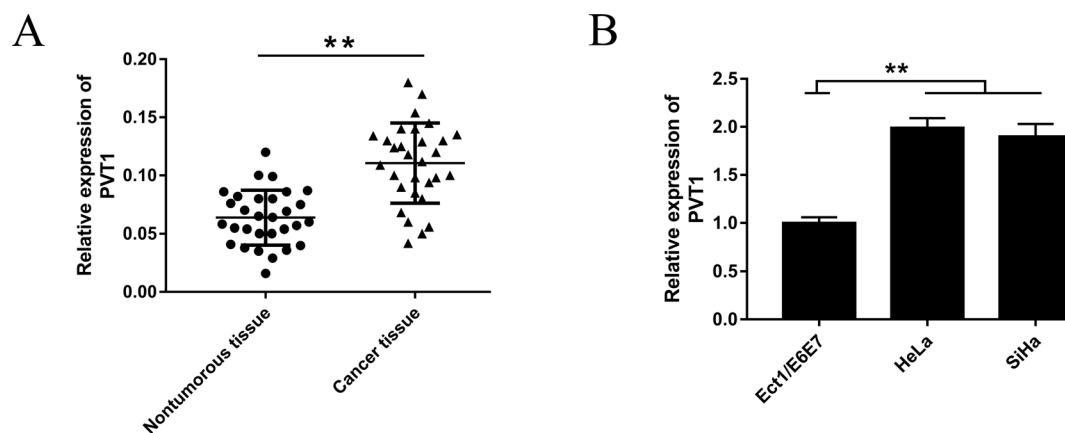 A
**
Relative expression of
PVT1
0.20
0.15
0.10
0.05
0.00
Nontumorous tissue
Cancer tissue
B
**
Relative expression of
PVT1
2.5
2.0
1.5
1.0
0.5
0.0
Ect1/E6E7
HeLa
SiHa